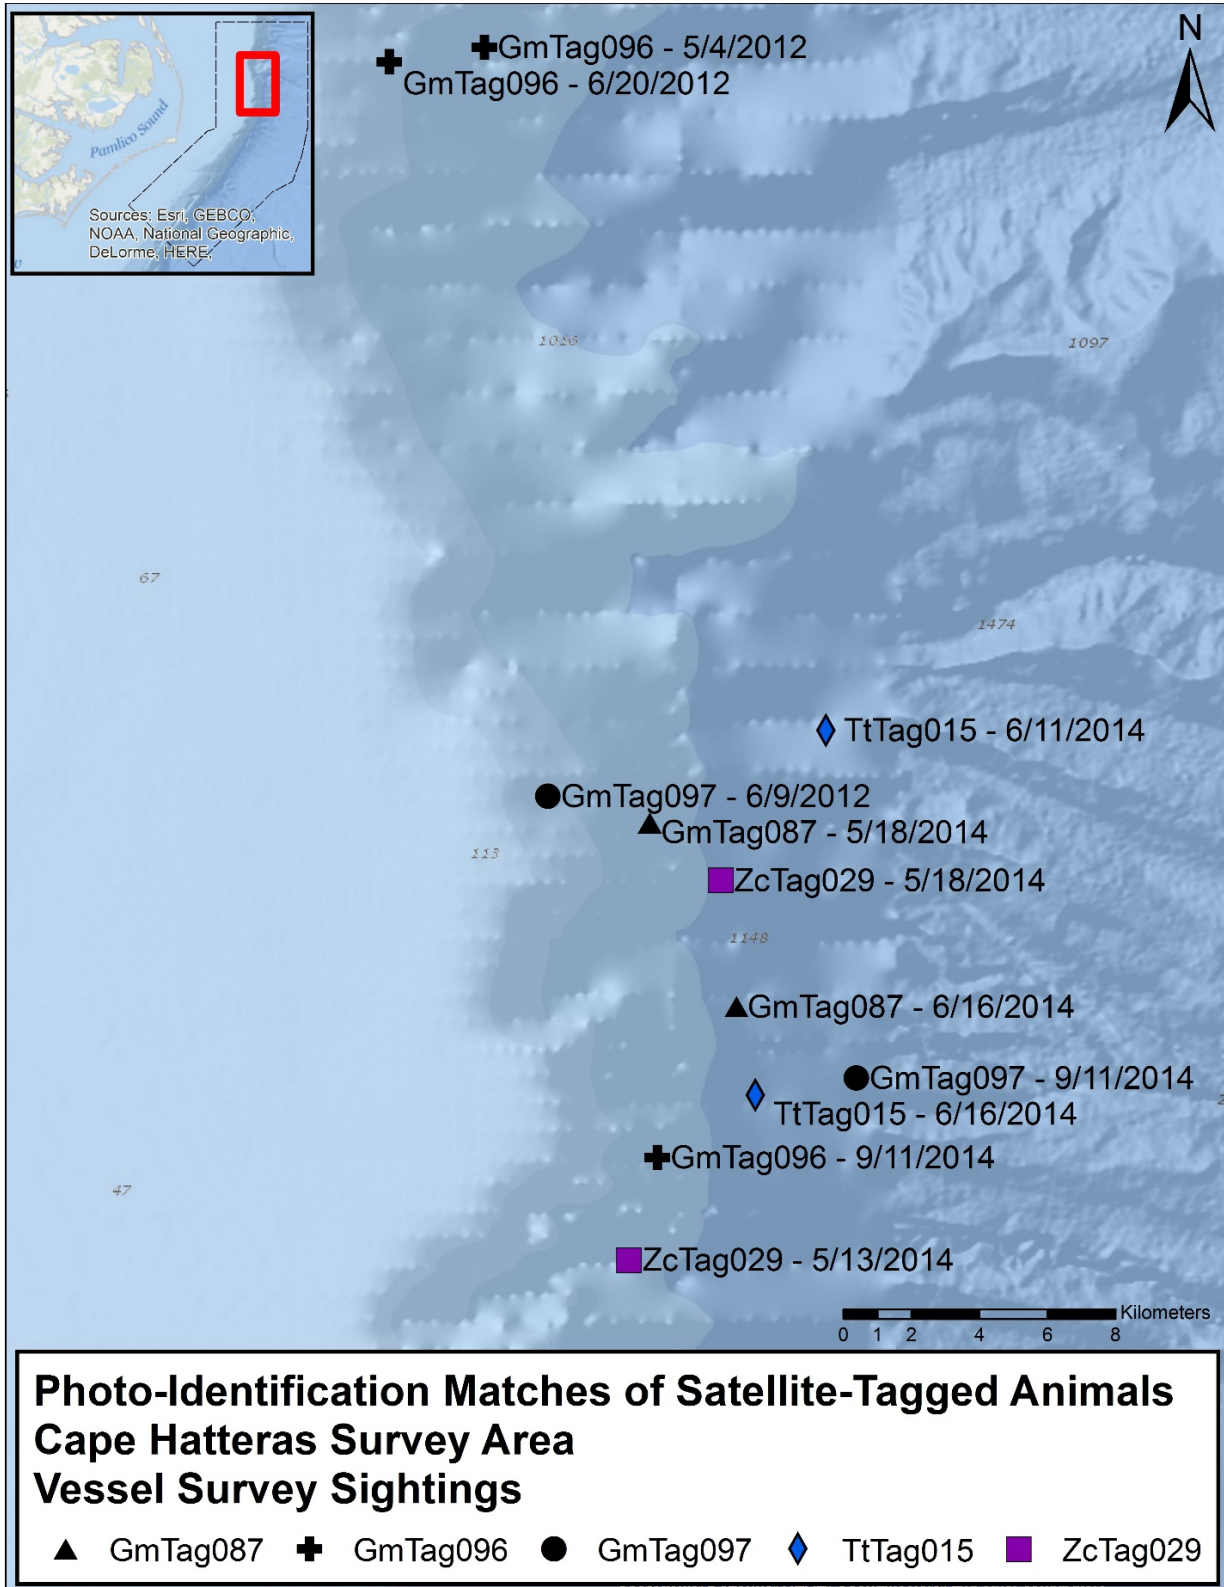 Pamlico Sound
Sources: Esri, GEBCO,
NOAA, National Geographic,
DeLorme, HERE,
N
GmTag096 - 5/4/2012
GmTag096 - 6/20/2012
1016
1097
67
1474
TtTag015 - 6/11/2014
GmTag097 - 6/9/2012
GmTag087 - 5/18/2014
113
ZcTag029 - 5/18/2014
1148
GmTag087 - 6/16/2014
GmTag097 - 9/11/2014
TtTag015 - 6/16/2014
GmTag096 - 9/11/2014
47
ZcTag029 - 5/13/2014
Kilometers
0 1 2 4 6 8
Photo-Identification Matches of Satellite-Tagged Animals
Cape Hatteras Survey Area
Vessel Survey Sightings
GmTag087 GmTag096 GmTag097 TtTag015 ZcTag029